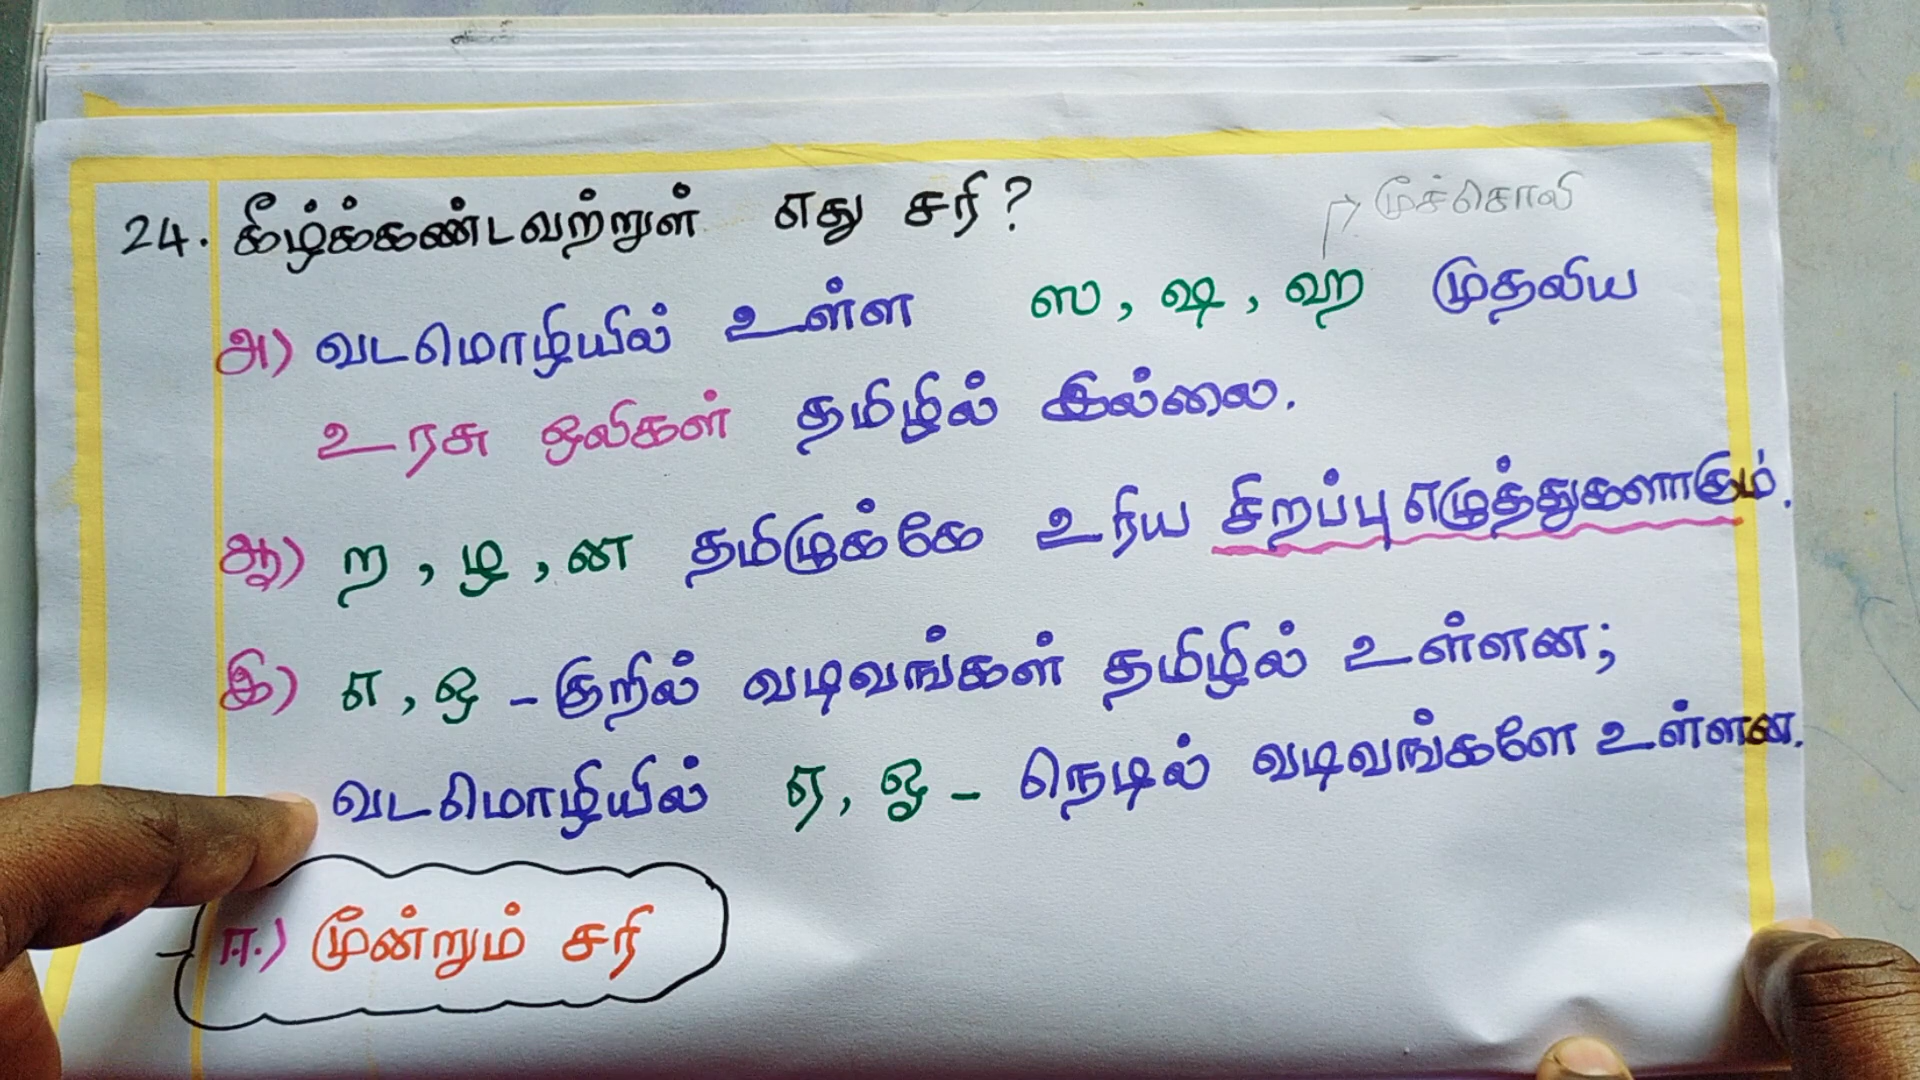 24. கீழ்க்கண்டவற்றுள் எது சரி?
மூச்சொலி
அ) வடமொழியில் உள்ள ஸ, ஷ, ஹ முதலிய
உரசு ஒலிகள் தமிழில் இல்லை.
ஆ) ற, ழ, ன தமிழுக்கே உரிய சிறப்பு எழுத்துகளாகும்.
இ) எ, ஒ - குறில் வடிவங்கள் தமிழில் உள்ளன;
வடமொழியில் ஏ, ஓ - நெடில் வடிவங்களே உள்ளன.
ஈ) மூன்றும் சரி